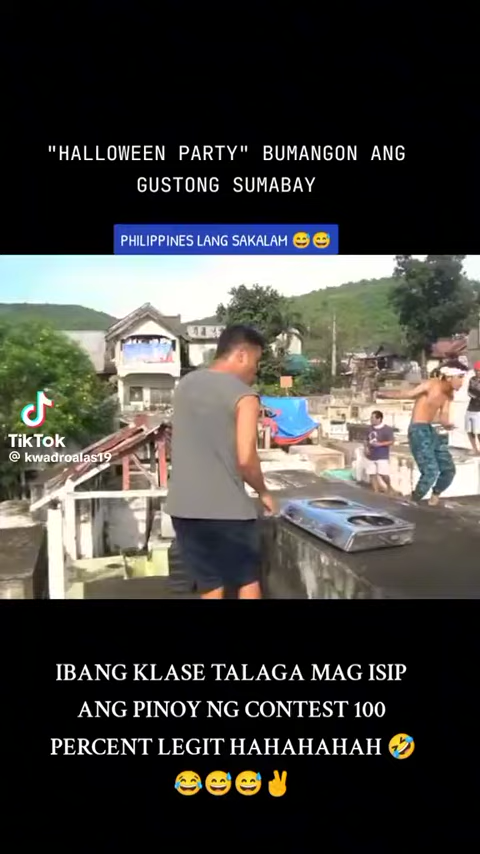 "HALLOWEEN PARTY" BUMANGON ANG
GUSTONG SUMABAY
PHILIPPINES LANG SAKALAM 😅😅
TikTok
@ kwadroalas19
IBANG KLASE TALAGA MAG ISIP
ANG PINOY NG CONTEST 100
PERCENT LEGIT HAHAHAHAH 🤣
😂😅😅✌